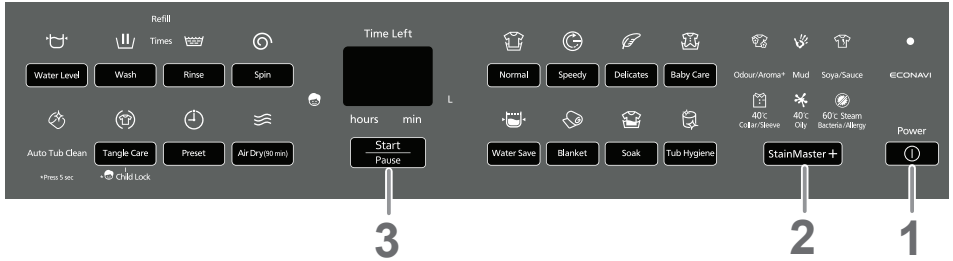 Refill
Times
Time Left
Water Level
Wash
Rinse
Spin
Normal
Speedy
Delicates
Baby Care
Odour/Aroma+
Mud
Soya/Sauce
ECONAVI
L
hours
min
40℃
Collar/Sleeve
40℃
Oily
60℃ Steam
Bacteria/Allergy
Power
Auto Tub Clean
*Press 5 sec
Tangle Care
* Child Lock
Preset
Air Dry(90 min)
Start
Pause
Water Save
Blanket
Soak
Tub Hygiene
StainMaster+
3
2
1